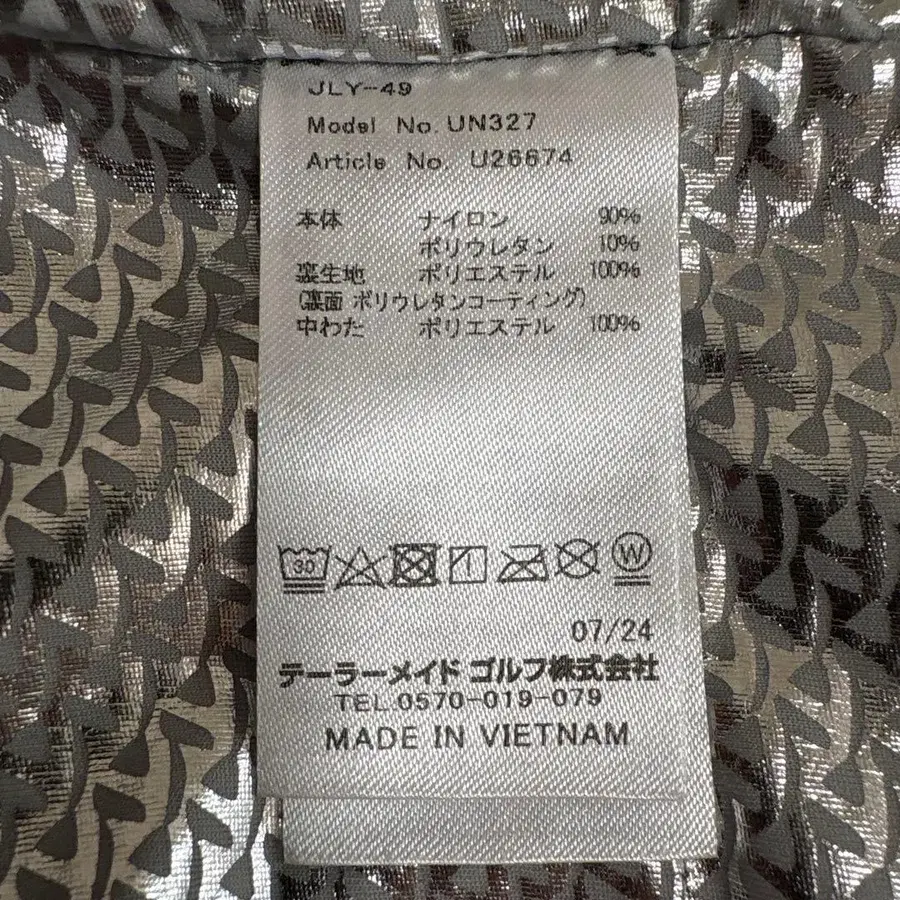 JLY-49
Model No. UN327
Article No. U26674
本体 ナイロン 90%
ポリウレタン 10%
裏生地 ポリエステル 100%
(裏面 ポリウレタンコーティング)
中わた ポリエステル 100%
30 W
07/24
テーラーメイド ゴルフ株式会社
TEL.0570-019-079
MADE IN VIETNAM